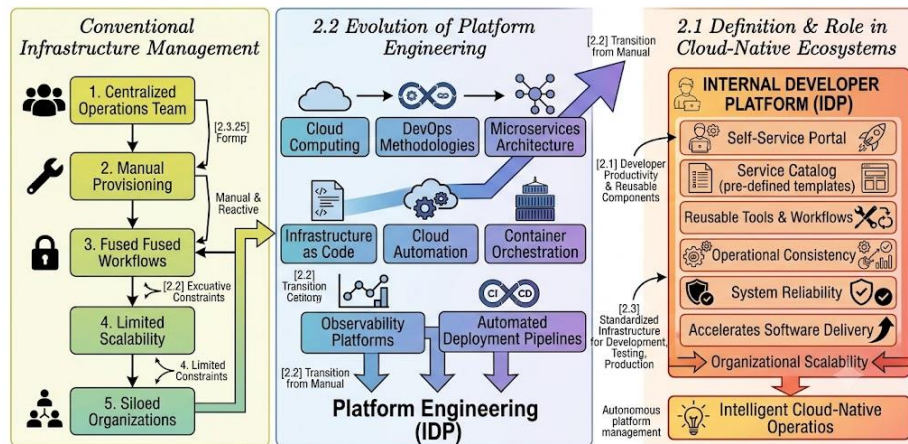 Conventional
Infrastructure Management
1. Centralized
Operations Team
[2.3.25]
Formp
2. Manual
Provisioning
Manual &
Reactive
3. Fused Fused
Workflows
[2.2] Excuative
Constraints
4. Limited
Scalability
4. Limited
Constraints
5. Siloed
Organizations
2.2 Evolution of Platform
Engineering
[2.2] Transition
from Manual
Cloud
Computing
DevOps
Methodologies
Microservices
Architecture
</>
Infrastructure
as Code
Cloud
Automation
Container
Orchestration
[2.2]
Transition
Catitony
CI
CD
Observability
Platforms
Automated
Deployment Pipelines
[2.2] Transition
from Manual
Platform Engineering
(IDP)
2.1 Definition & Role in
Cloud-Native Ecosystems
INTERNAL DEVELOPER
PLATFORM (IDP)
Self-Service Portal
[2.1] Developer
Productivity
& Reusable
Components
Service Catalog
(pre-defined templates)
Reusable Tools & Workflows
Operational Consistency
[2.3]
Standardized
Infrastructure
for Development,
Testing,
Production
System Reliability
Accelerates Software Delivery
Organizational Scalability
Autonomous
platform
management
Intelligent Cloud-Native
Operatios